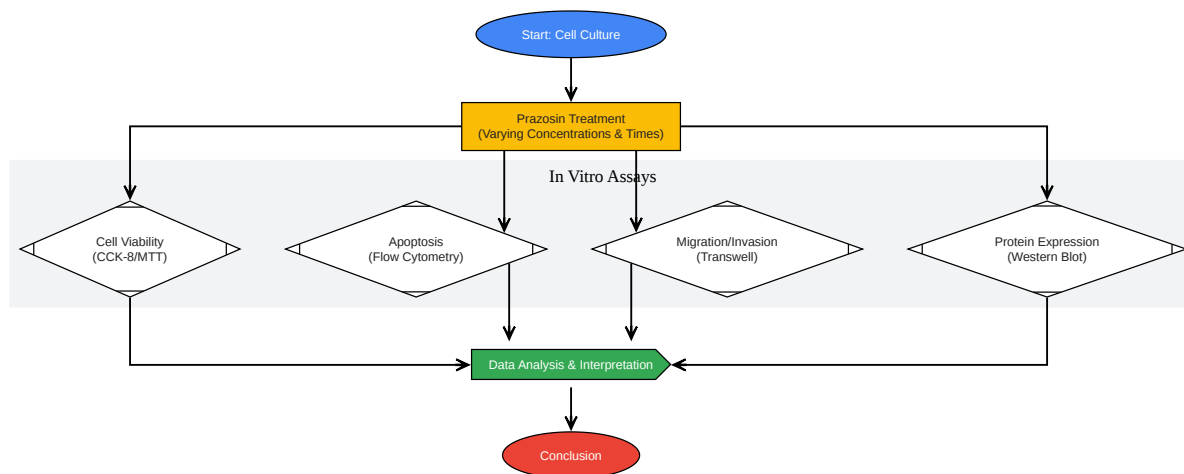 Start: Cell Culture
Prazosin Treatment
(Varying Concentrations & Times)
In Vitro Assays
Cell Viability
(CCK-8/MTT)
Apoptosis
(Flow Cytometry)
Migration/Invasion
(Transwell)
Protein Expression
(Western Blot)
Data Analysis & Interpretation
Conclusion